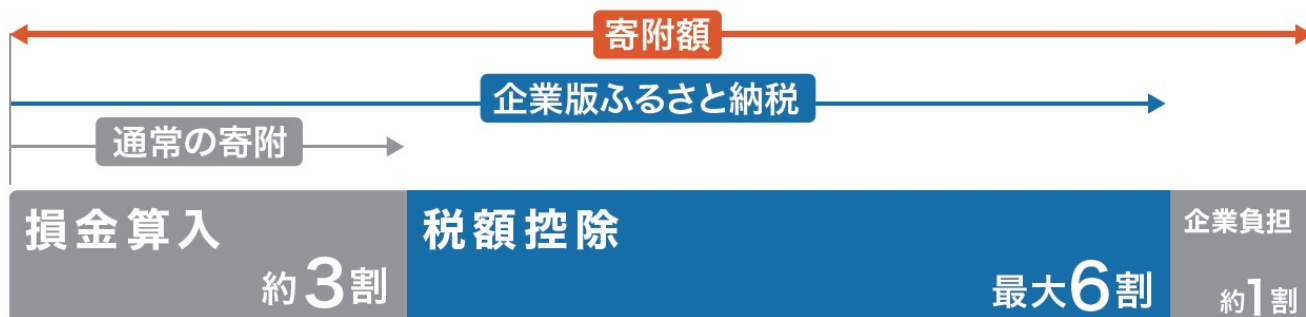 寄附額
企業版ふるさと納税
通常の寄附
損金算入
約3割
税額控除
最大6割
企業負担
約1割